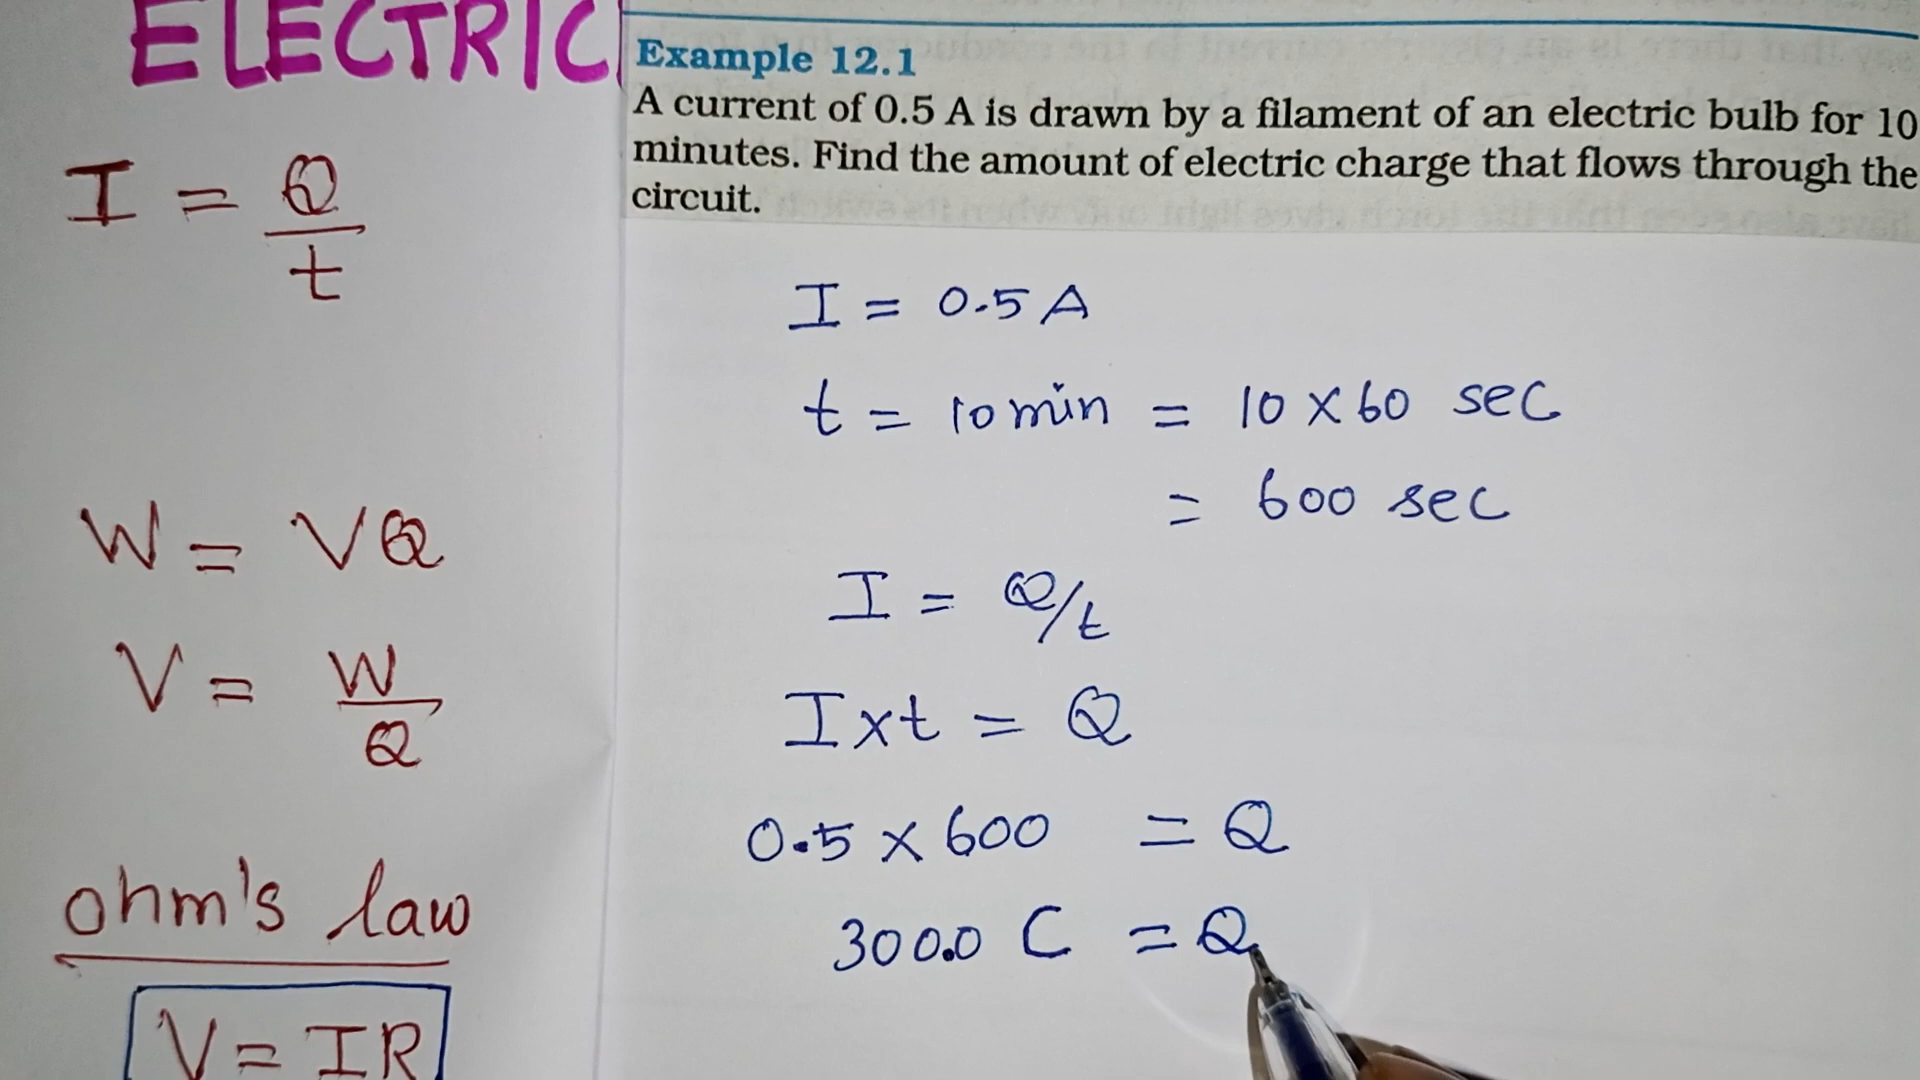 ELECTRIC
I = Q/t
W = VQ
V = W/Q
ohm's law
V = IR
Example 12.1
A current of 0.5 A is drawn by a filament of an electric bulb for 10
minutes. Find the amount of electric charge that flows through the
circuit.
I = 0.5 A
t = 10 min = 10 x 60 sec
= 600 sec
I = Q/t
I x t = Q
0.5 x 600 = Q
300.0 C = Q